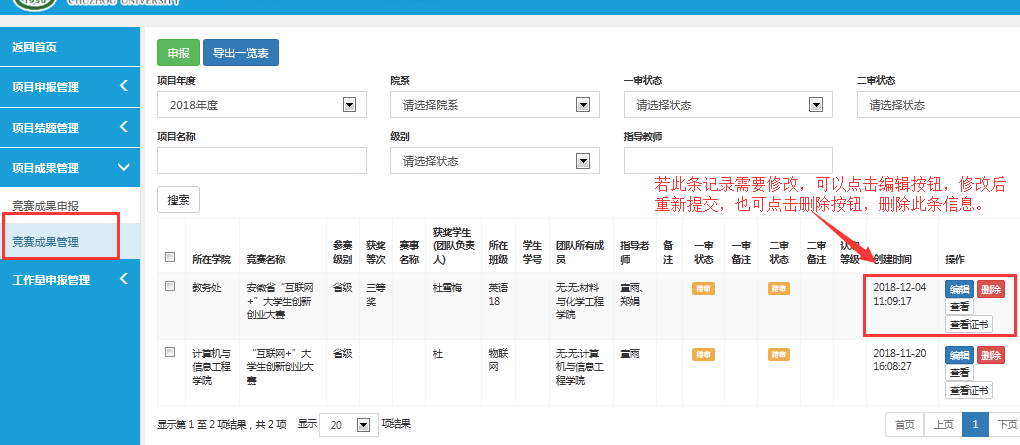 1950 CHUZHOU UNIVERSITY
返回首页
项目申报管理
项目结题管理
项目成果管理
竞赛成果申报
竞赛成果管理
工作量申报管理
申报 导出一览表
项目年度 院系 一审状态 二审状态
2018年度 请选择院系 请选择状态 请选择状态
项目名称 级别 指导教师
请选择状态
搜索
若此条记录需要修改，可以点击编辑按钮，修改后
重新提交，也可点击删除按钮，删除此条信息。
所在学院 竞赛名称 参赛级别 获奖等次 赛事名称 获奖学生(团队负责人) 所在班级 学生学号 团队所有成员 指导老师 备注 一审状态 一审备注 二审状态 二审备注 等级 创建时间 操作
教务处 安徽省“互联网+”大学生创新创业大赛 省级 三等奖 杜雪梅 英语18 无;无;材料与化学工程学院 童雨、郑娟 待审 待审 2018-12-04 11:09:17 编辑 删除 查看 查看证书
计算机与信息工程学院 “互联网+”大学生创新创业大赛 省级 杜 物联网 无;无;计算机与信息工程学院 童雨 待审 待审 2018-11-20 16:08:27 编辑 删除 查看 查看证书
显示第 1 至 2 项结果，共 2 项 显示 20 项结果
首页 上页 1 下页